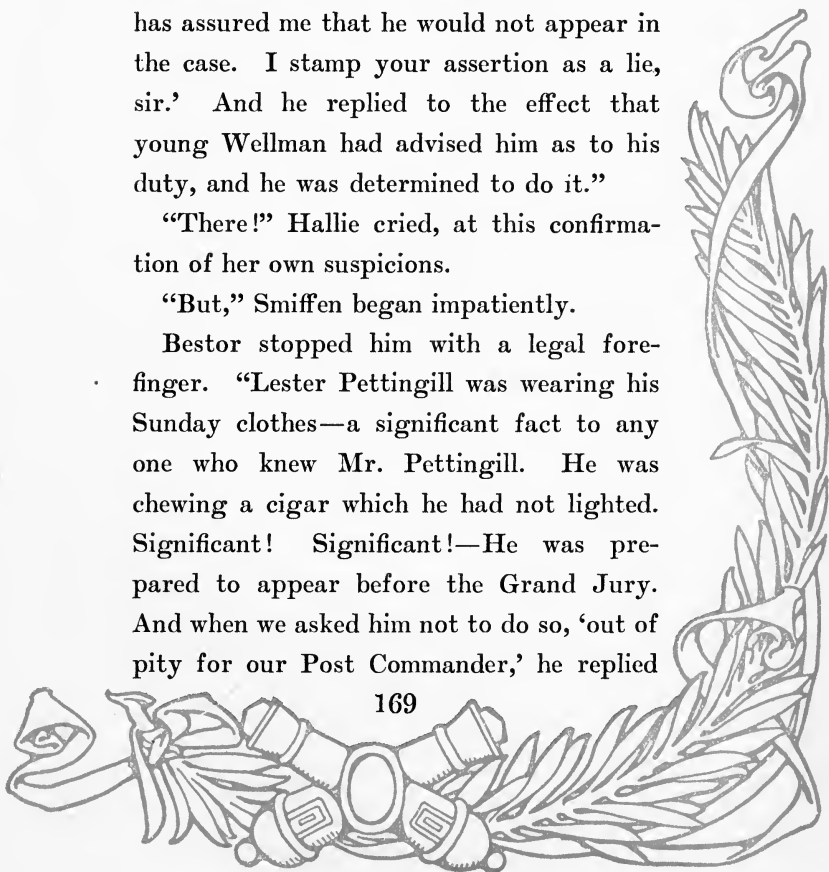 has assured me that he would not appear in
the case. I stamp your assertion as a lie,
sir.’ And he replied to the effect that
young Wellman had advised him as to his
duty, and he was determined to do it.”
“There!” Hallie cried, at this confirma-
tion of her own suspicions.
“But,” Smiffen began impatiently.
Bestor stopped him with a legal fore-
finger. “Lester Pettingill was wearing his
Sunday clothes—a significant fact to any
one who knew Mr. Pettingill. He was
chewing a cigar which he had not lighted.
Significant! Significant!—He was pre-
pared to appear before the Grand Jury.
And when we asked him not to do so, ‘out of
pity for our Post Commander,’ he replied
169